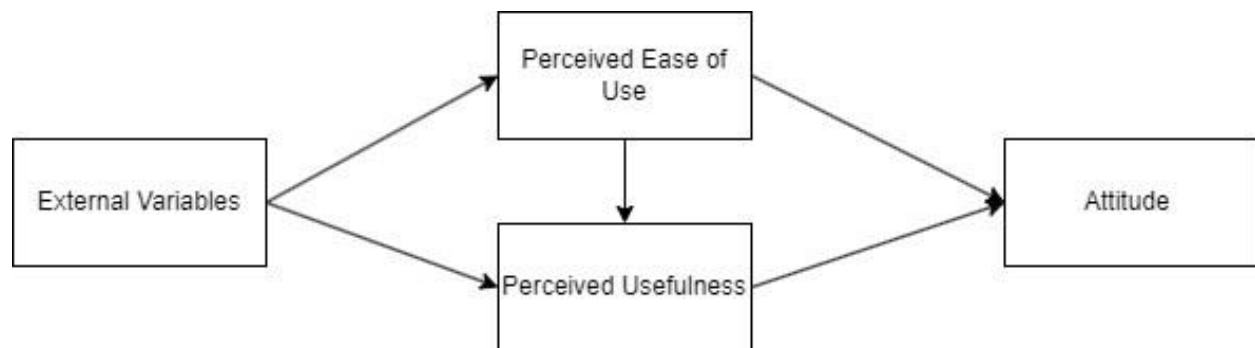 Perceived Ease of
Use
External Variables
Attitude
Perceived Usefulness